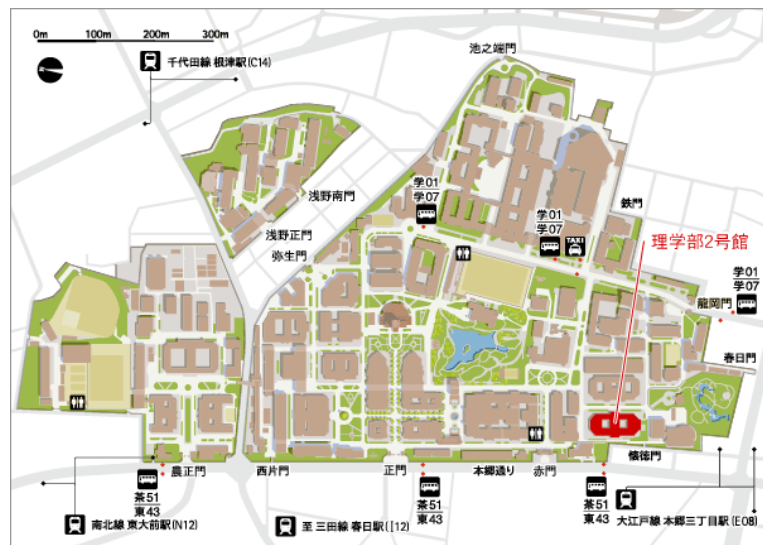 0m 100m 200m 300m
千代田線 根津駅(C14)
池之端門
浅野南門
浅野正門
弥生門
学01
学07
学01
学07
TAXI
鉄門
理学部2号館
学01
学07
龍岡門
春日門
懐徳門
農正門
西片門
正門
本郷通り
赤門
茶51
東43
茶51
東43
茶51
東43
南北線 東大前駅(N12)
至 三田線 春日駅(I12)
大江戸線 本郷三丁目駅(E08)